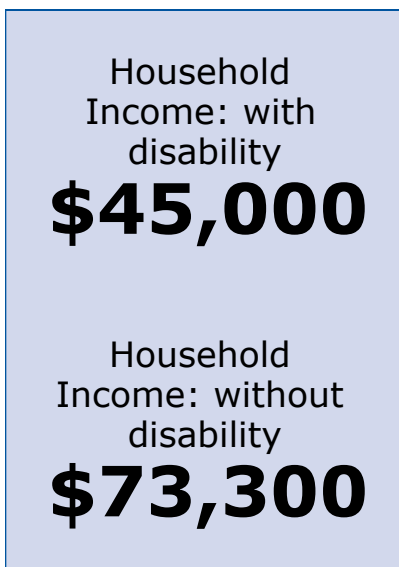 Household
Income: with
disability
$45,000
Household
Income: without
disability
$73,300